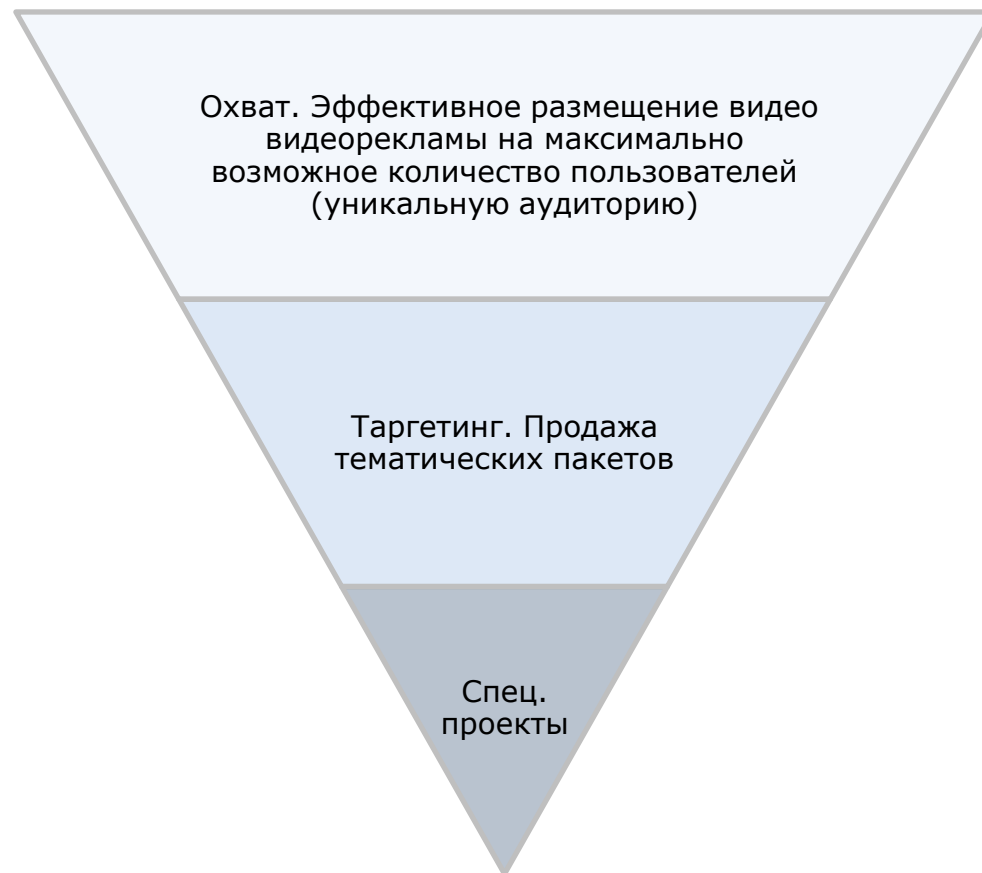 Охват. Эффективное размещение видео
видеорекламы на максимально
возможное количество пользователей
(уникальную аудиторию)
Таргетинг. Продажа
тематических пакетов
Спец.
проекты